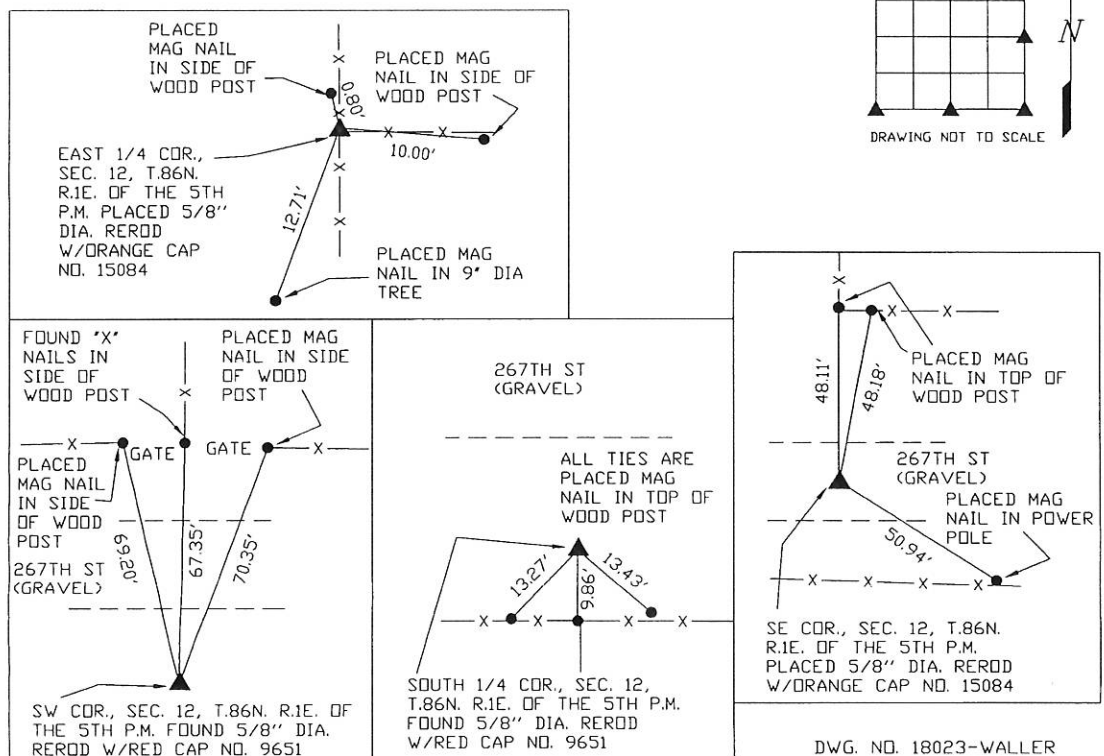 PLACED
MAG NAIL
IN SIDE OF
WOOD POST
PLACED MAG
NAIL IN SIDE OF
WOOD POST
0.80'
10.00'
12.71'
EAST 1/4 COR.,
SEC. 12, T.86N.
R.1E. OF THE 5TH
P.M. PLACED 5/8"
DIA. REROD
W/ORANGE CAP
NO. 15084
PLACED MAG
NAIL IN 9" DIA
TREE
N
DRAWING NOT TO SCALE
FOUND "X"
NAILS IN
SIDE OF
WOOD POST
PLACED MAG
NAIL IN SIDE
OF WOOD
POST
GATE
GATE
PLACED
MAG NAIL
IN SIDE
OF WOOD
POST
267TH ST
(GRAVEL)
69.20'
67.35'
70.35'
SW COR., SEC. 12, T.86N. R.1E. OF
THE 5TH P.M. FOUND 5/8" DIA.
REROD W/RED CAP NO. 9651
267TH ST
(GRAVEL)
ALL TIES ARE
PLACED MAG
NAIL IN TOP OF
WOOD POST
13.27'
9.86'
13.43'
SOUTH 1/4 COR., SEC. 12,
T.86N. R.1E. OF THE 5TH P.M.
FOUND 5/8" DIA. REROD
W/RED CAP NO. 9651
48.11'
48.18'
PLACED MAG
NAIL IN TOP OF
WOOD POST
267TH ST
(GRAVEL)
PLACED MAG
NAIL IN POWER
POLE
50.94'
SE COR., SEC. 12, T.86N.
R.1E. OF THE 5TH P.M.
PLACED 5/8" DIA. REROD
W/ORANGE CAP NO. 15084
DWG. NO. 18023-WALLER